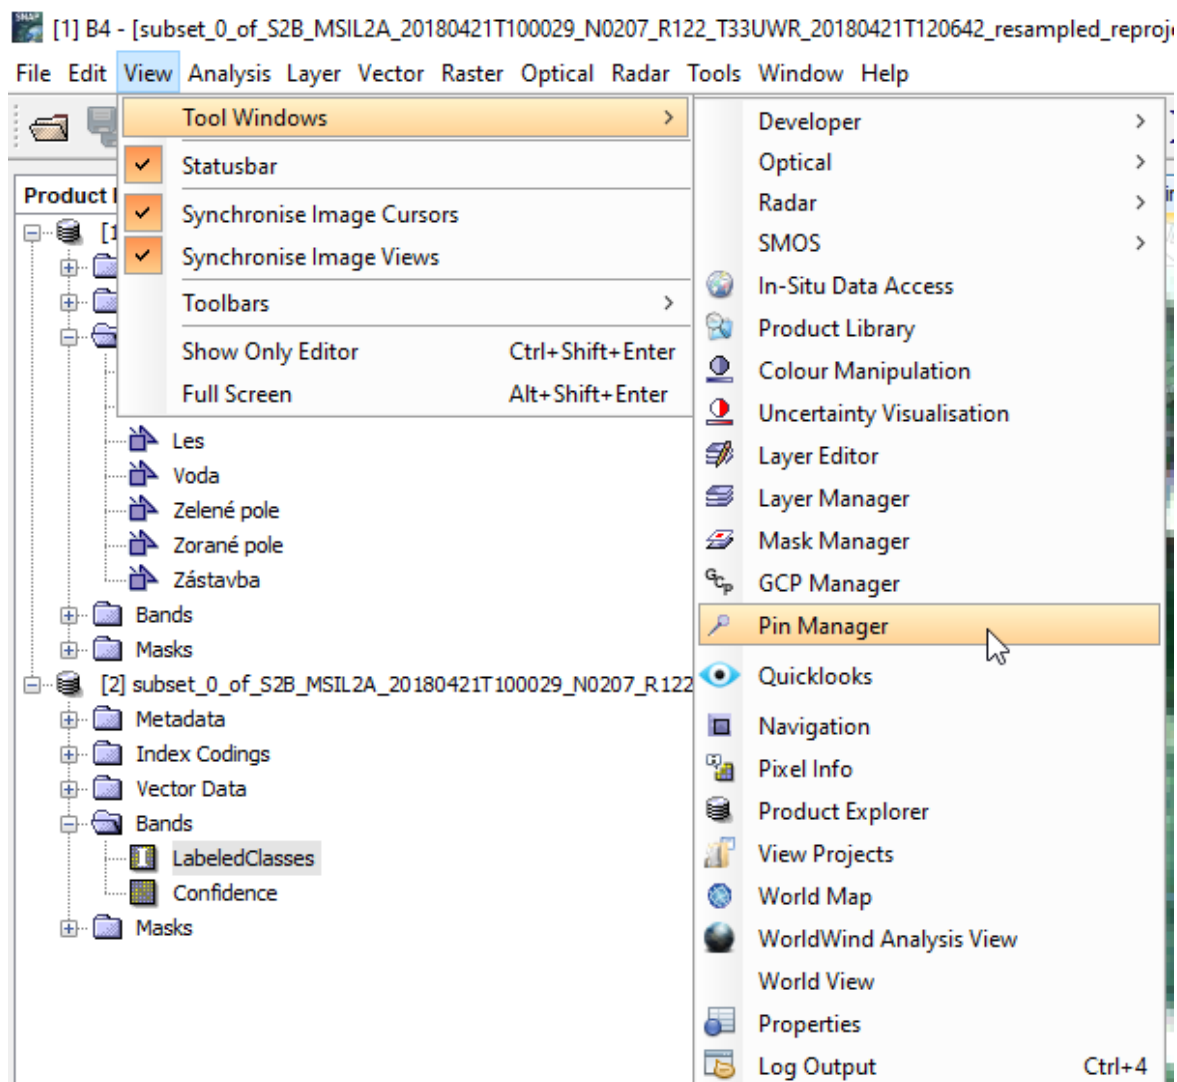 SNAP
[1] B4 - [subset_0_of_S2B_MSIL2A_20180421T100029_N0207_R122_T33UWR_20180421T120642_resampled_reproj
File Edit View Analysis Layer Vector Raster Optical Radar Tools Window Help
Tool Windows
Statusbar
Synchronise Image Cursors
Synchronise Image Views
Toolbars
Show Only Editor Ctrl+Shift+Enter
Full Screen Alt+Shift+Enter
Developer
Optical
Radar
SMOS
In-Situ Data Access
Product Library
Colour Manipulation
Uncertainty Visualisation
Layer Editor
Layer Manager
Mask Manager
GCP Manager
Pin Manager
Quicklooks
Navigation
Pixel Info
Product Explorer
View Projects
World Map
WorldWind Analysis View
World View
Properties
Log Output Ctrl+4
Product
Les
Voda
Zelené pole
Zorané pole
Zástavba
Bands
Masks
[2] subset_0_of_S2B_MSIL2A_20180421T100029_N0207_R122
Metadata
Index Codings
Vector Data
Bands
LabeledClasses
Confidence
Masks